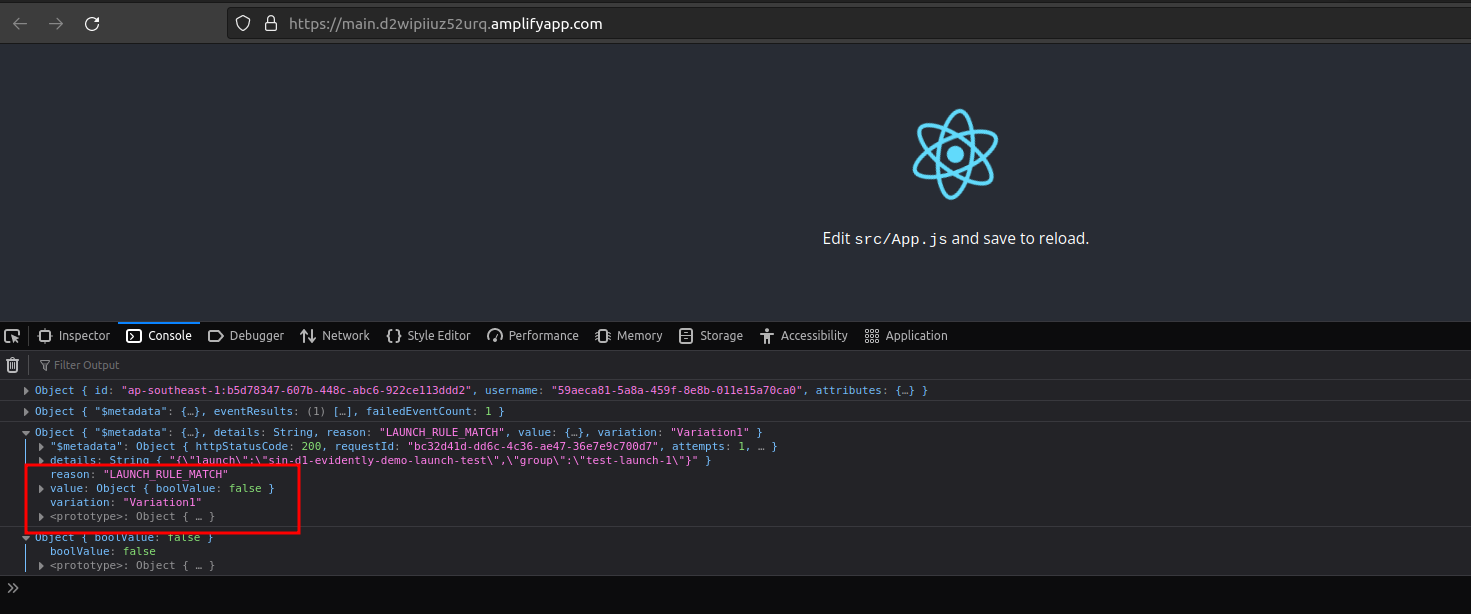 https://main.d2wipiiuz52urq.amplifyapp.com
Edit src/App.js and save to reload.
Inspector Console Debugger Network Style Editor Performance Memory Storage Accessibility Application
Filter Output
Object { id: "ap-southeast-1:b5d78347-607b-448c-abc6-922ce113ddd2", username: "59aeca81-5a8a-459f-8e8b-011e15a70ca0", attributes: {…} }
Object { "$metadata": {…}, eventResults: (1) […], failedEventCount: 1 }
Object { "$metadata": {…}, details: String, reason: "LAUNCH_RULE_MATCH", value: {…}, variation: "Variation1" }
"$metadata": Object { httpStatusCode: 200, requestId: "bc32d41d-dd6c-4c36-ae47-36e7e9c700d7", attempts: 1, … }
details: String { "{\"launch\":\"sin-d1-evidently-demo-launch-test\",\"group\":\"test-launch-1\"}" }
reason: "LAUNCH_RULE_MATCH"
value: Object { boolValue: false }
variation: "Variation1"
<prototype>: Object { … }
Object { boolValue: false }
boolValue: false
<prototype>: Object { … }